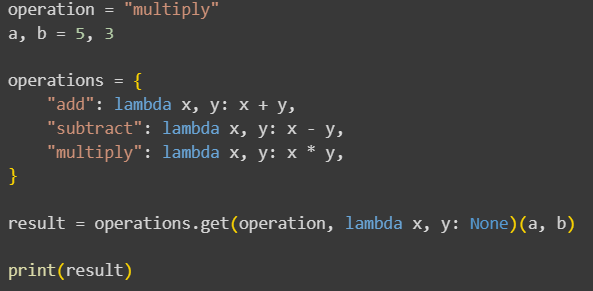 operation = "multiply"
a, b = 5, 3

operations = {
    "add": lambda x, y: x + y,
    "subtract": lambda x, y: x - y,
    "multiply": lambda x, y: x * y,
}

result = operations.get(operation, lambda x, y: None)(a, b)

print(result)